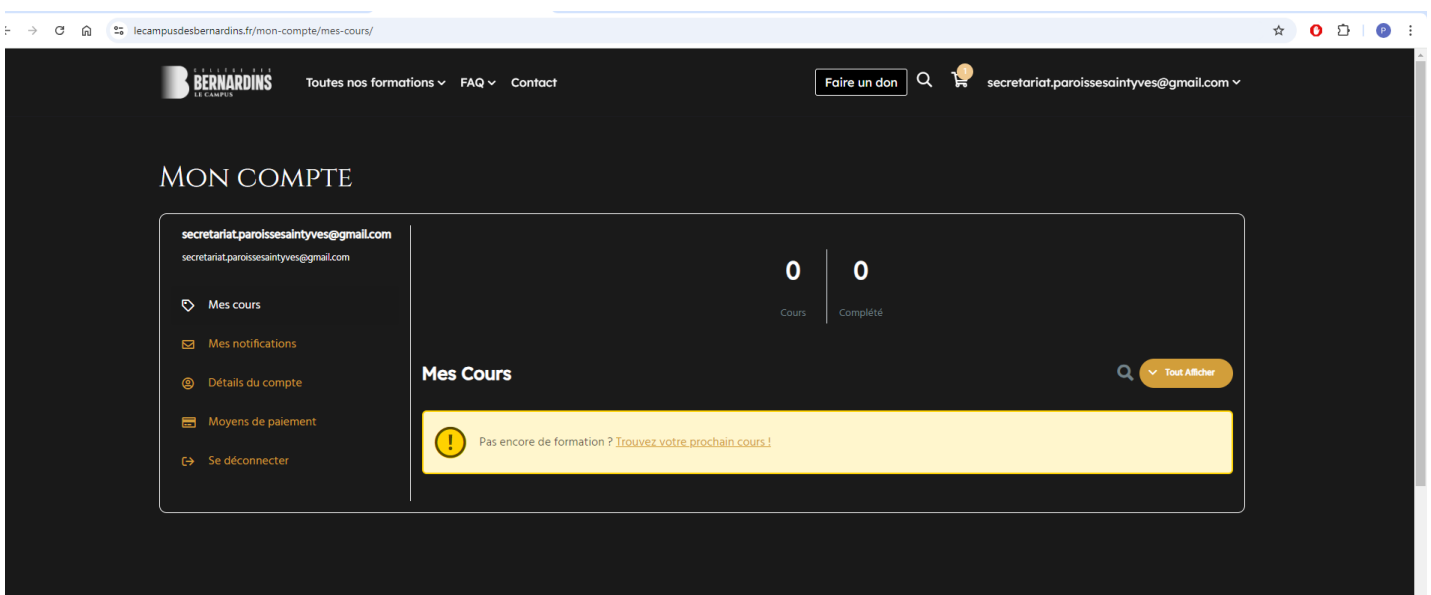 lecampusdesbernardins.fr/mon-compte/mes-cours/
P
COLLÈGE DES
BERNARDINS
LE CAMPUS
Toutes nos formations
FAQ
Contact
Faire un don
1
secretariat.paroissesaintyves@gmail.com
MON COMPTE
secretariat.paroissesaintyves@gmail.com
secretariat.paroissesaintyves@gmail.com
Mes cours
Mes notifications
Détails du compte
Moyens de paiement
Se déconnecter
0 0
Cours Complété
Mes Cours
Tout Afficher
Pas encore de formation ? Trouvez votre prochain cours !